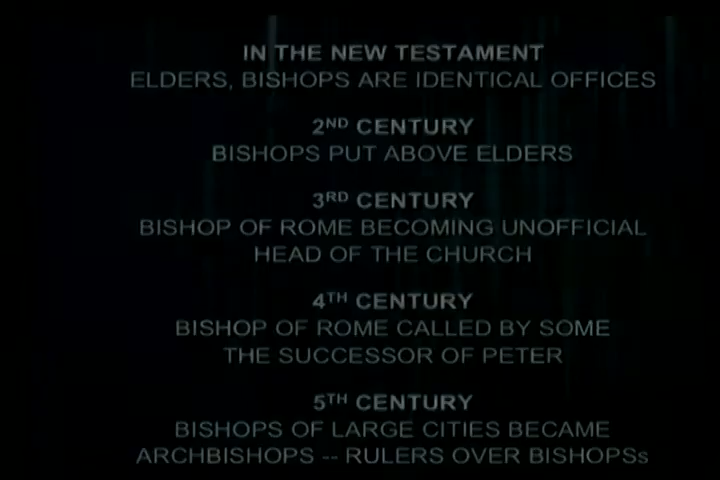 IN THE NEW TESTAMENT
ELDERS, BISHOPS ARE IDENTICAL OFFICES
2ND CENTURY
BISHOPS PUT ABOVE ELDERS
3RD CENTURY
BISHOP OF ROME BECOMING UNOFFICIAL
HEAD OF THE CHURCH
4TH CENTURY
BISHOP OF ROME CALLED BY SOME
THE SUCCESSOR OF PETER
5TH CENTURY
BISHOPS OF LARGE CITIES BECAME
ARCHBISHOPS -- RULERS OVER BISHOPSs